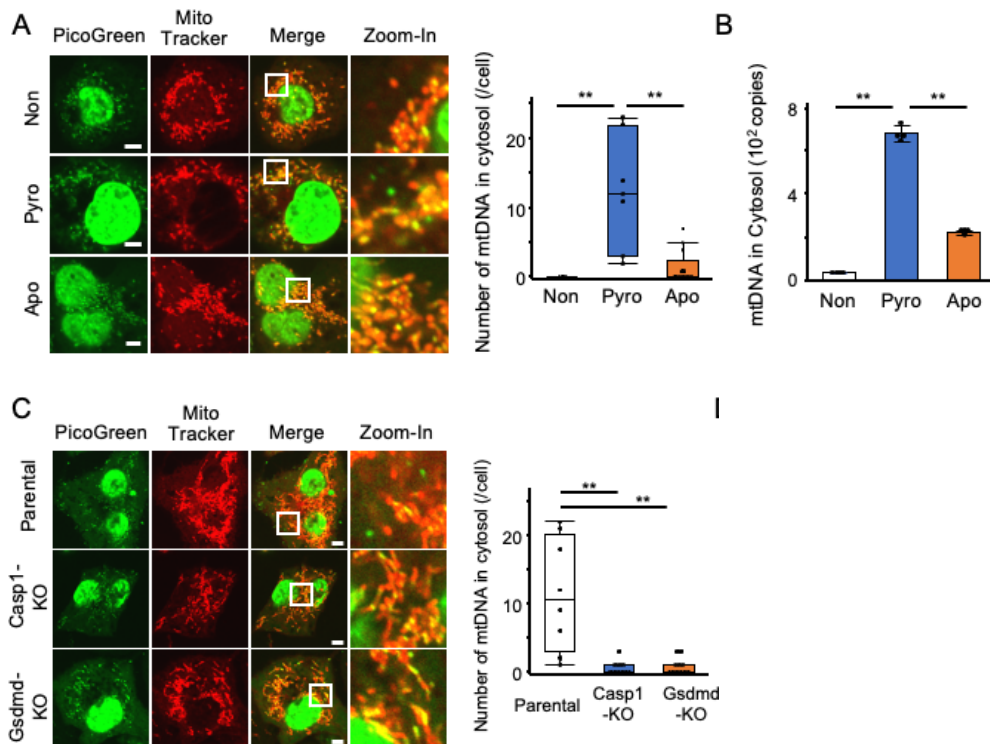 A
PicoGreen
Mito
Tracker
Merge
Zoom-In
Non
Pyro
Apo
Number of mtDNA in cytosol (/cell)
20
10
0
**
**
Non
Pyro
Apo
B
mtDNA in Cytosol (10² copies)
8
4
0
**
**
Non
Pyro
Apo
C
PicoGreen
Mito
Tracker
Merge
Zoom-In
Parental
Casp1-
KO
Gsdmd-
KO
Number of mtDNA in cytosol (/cell)
20
10
0
**
**
Parental
Casp1
-KO
Gsdmd
-KO